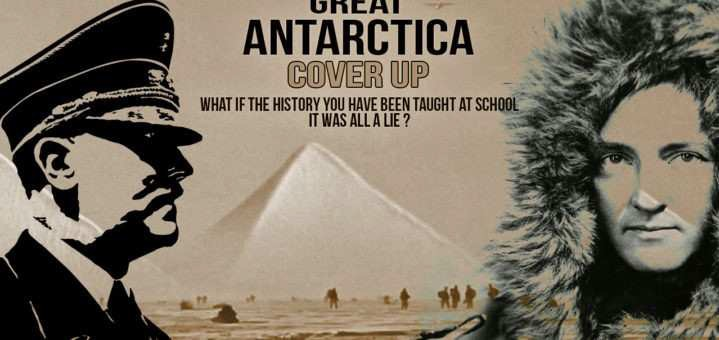 GREAT
ANTARCTICA
COVER UP
WHAT IF THE HISTORY YOU HAVE BEEN TAUGHT AT SCHOOL
IT WAS ALL A LIE ?